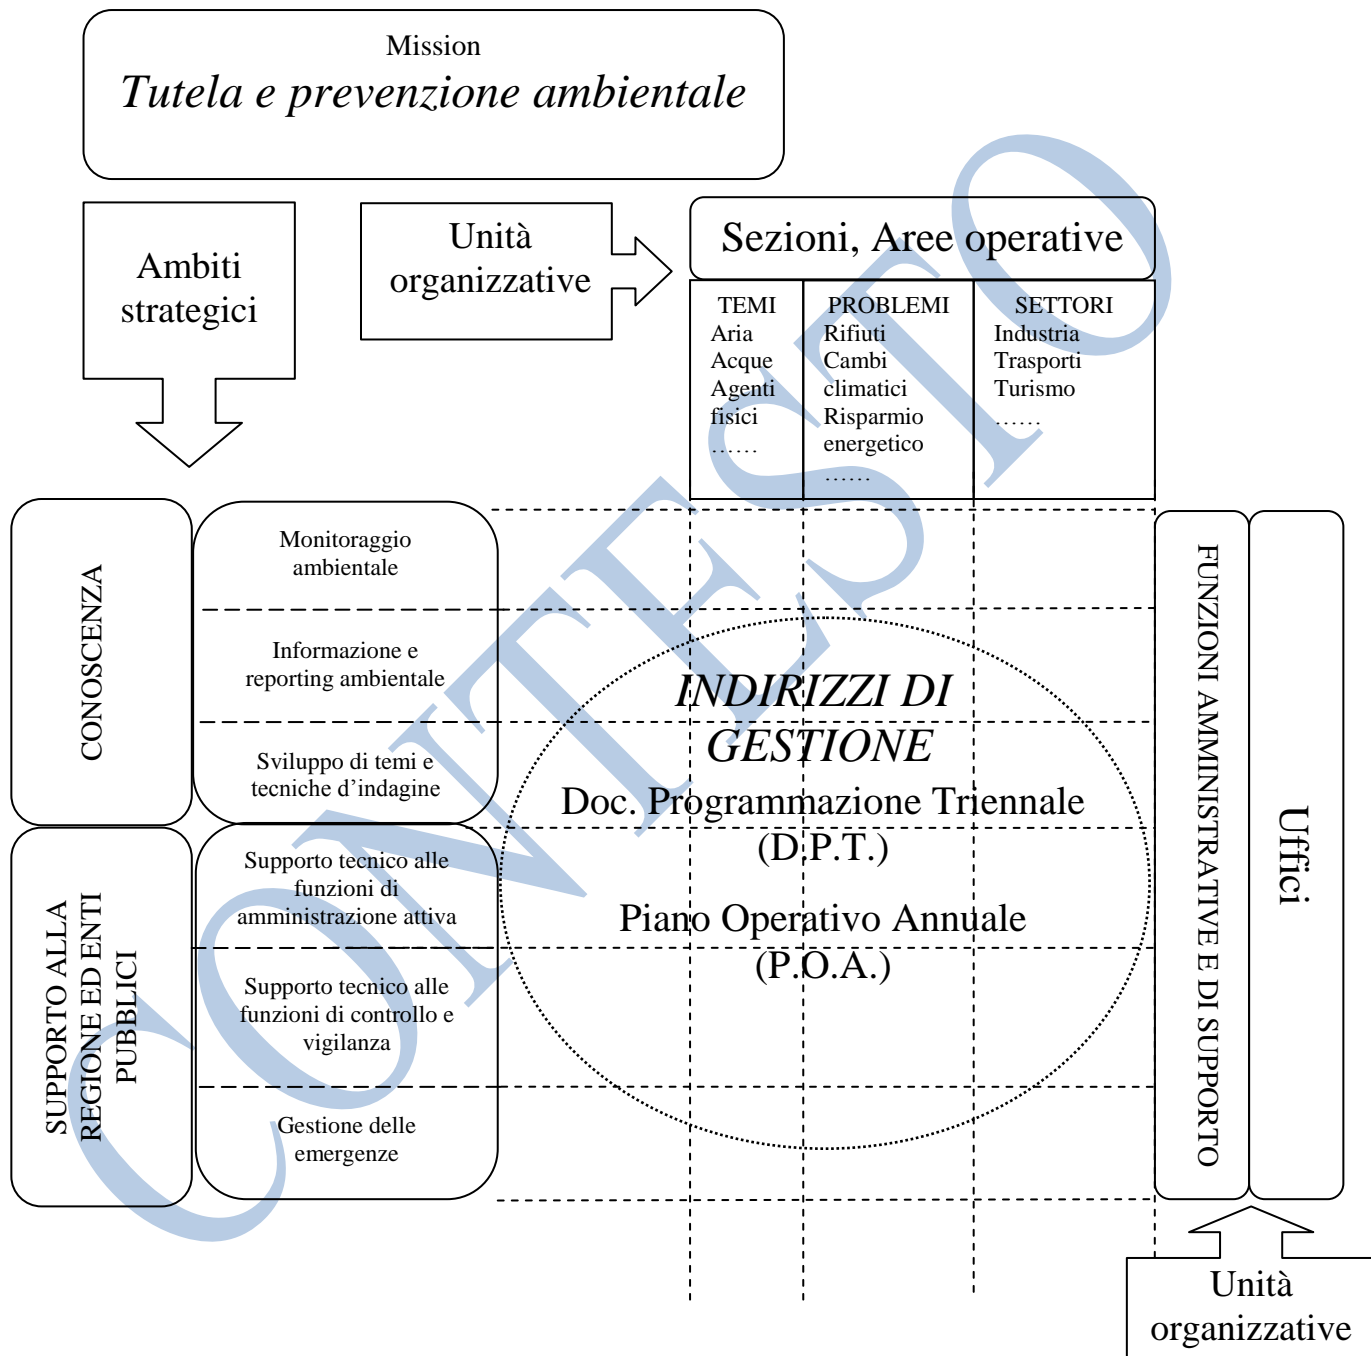 Mission
Tutela e prevenzione ambientale
Ambiti
strategici
Unità
organizzative
Sezioni, Aree operative
TEMI
Aria
Acque
Agenti
fisici
……
PROBLEMI
Rifiuti
Cambi
climatici
Risparmio
energetico
……
SETTORI
Industria
Trasporti
Turismo
……
CONOSCENZA
Monitoraggio
ambientale
Informazione e
reporting ambientale
Sviluppo di temi e
tecniche d’indagine
SUPPORTO ALLA
REGIONE ED ENTI
PUBBLICI
Supporto tecnico alle
funzioni di
amministrazione attiva
Supporto tecnico alle
funzioni di controllo e
vigilanza
Gestione delle
emergenze
INDIRIZZI DI
GESTIONE
Doc. Programmazione Triennale
(D.P.T.)
Piano Operativo Annuale
(P.O.A.)
FUNZIONI AMMINISTRATIVE E DI SUPPORTO
Uffici
Unità
organizzative
CONTESTO